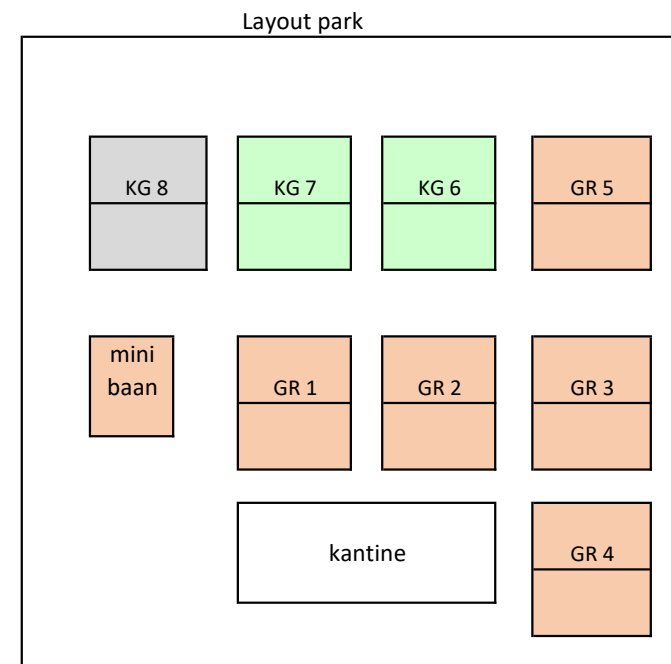 Layout park
KG 8
KG 7
KG 6
GR 5
mini
baan
GR 1
GR 2
GR 3
kantine
GR 4